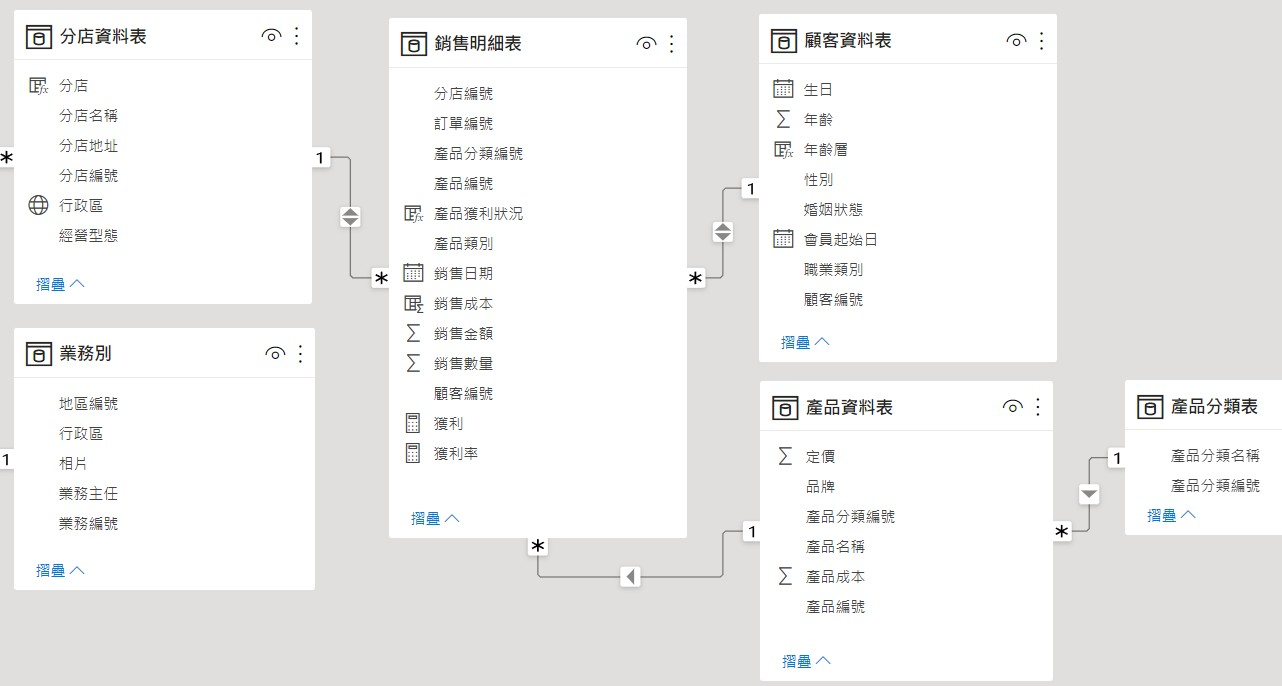 分店資料表
分店
分店名稱
分店地址
分店編號
行政區
經營型態
摺疊
*
1
業務別
地區編號
行政區
相片
業務主任
業務編號
摺疊
1
銷售明細表
分店編號
訂單編號
產品分類編號
產品編號
產品獲利狀況
產品類別
銷售日期
銷售成本
銷售金額
銷售數量
顧客編號
獲利
獲利率
摺疊
*
*
*
顧客資料表
生日
年齡
年齡層
性別
婚姻狀態
會員起始日
職業類別
顧客編號
摺疊
1
產品資料表
定價
品牌
產品分類編號
產品名稱
產品成本
產品編號
摺疊
1
*
產品分類表
產品分類名稱
產品分類編號
摺疊
1